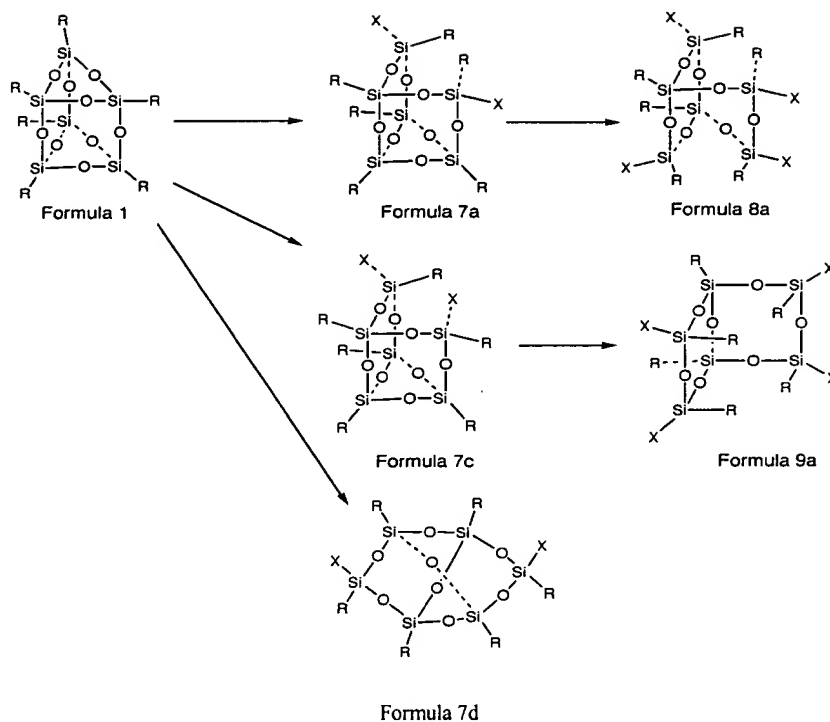 R
Si
O O O
R Si O Si R
R Si
O O O O
Si O Si
R R
Formula 1
X Si R
O O R
R Si O Si
X
R Si
O O O O
Si O Si
R R
Formula 7a
X Si R
O O R
R Si O Si
X
R Si
O O O
X Si O Si X
R R
Formula 8a
X Si R
O O X
R Si O Si
R
R Si
O O O O
Si O Si
R R
Formula 7c
X
R Si O Si
O O R O
X Si R
R Si O Si
O O R X
Si R
X
Formula 9a
R R
Si O Si
X O O O X
Si O Si
R O O R
Si O Si
R R
Formula 7d